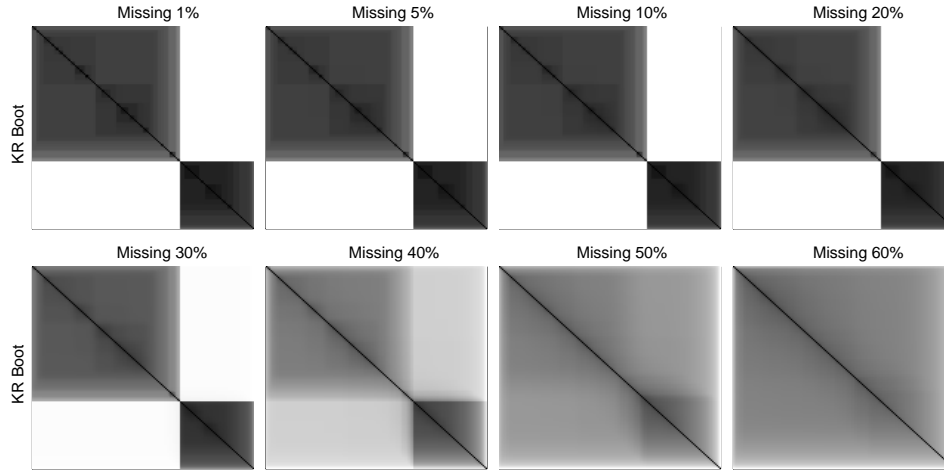 Missing 1%
Missing 5%
Missing 10%
Missing 20%
KR Boot
Missing 30%
Missing 40%
Missing 50%
Missing 60%
KR Boot